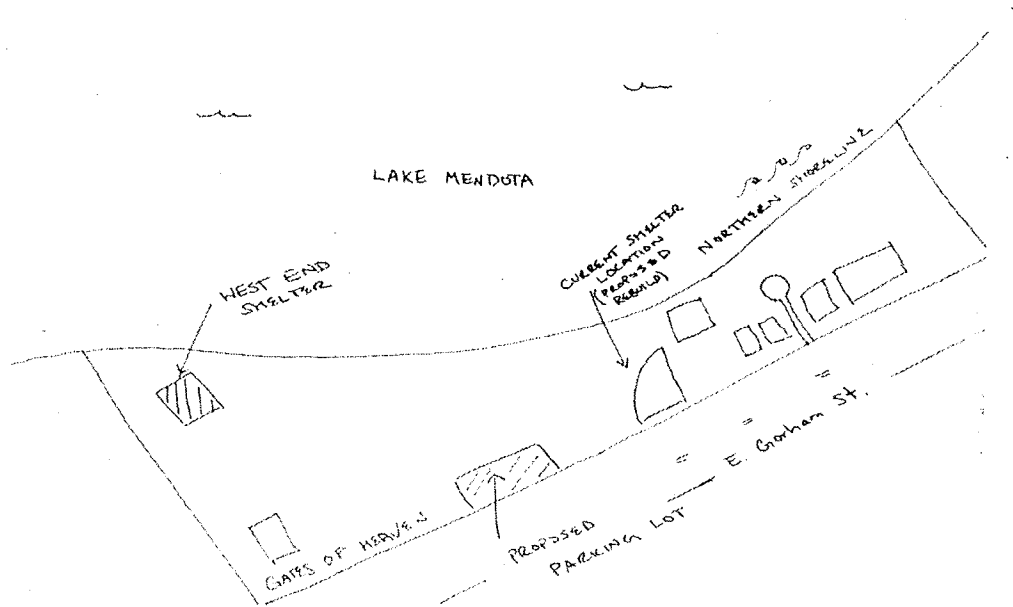 LAKE MENDOTA
WEST END
SHELTER
CURRENT SHELTER
LOCATION
(PROPOSED
REBUILD)
NORTHERN SHORELINE
GATES OF HEAVEN
PROPOSED
PARKING LOT
E. Gorham St.